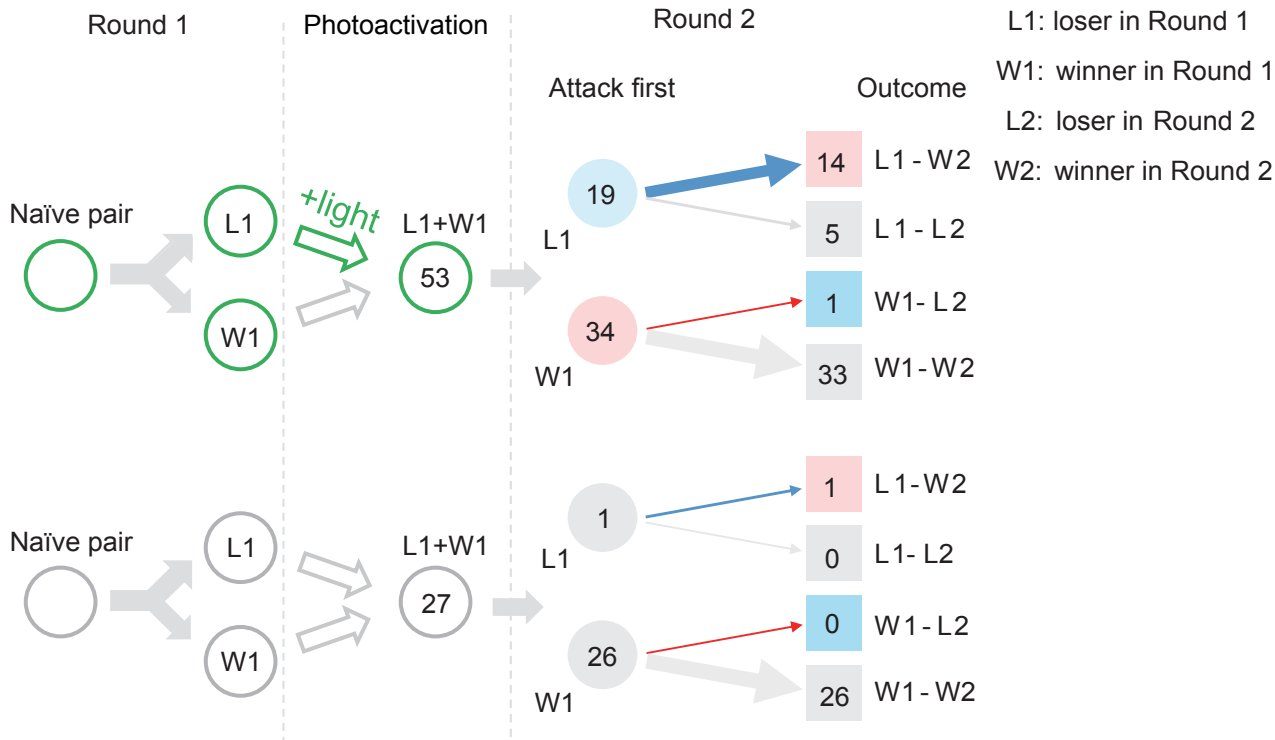 Round 1
Photoactivation
Round 2
L1: loser in Round 1
W1: winner in Round 1
L2: loser in Round 2
W2: winner in Round 2
Attack first
Outcome
Naïve pair
L1
W1
+light
L1+W1
53
19
L1
34
W1
14 L1-W2
5 L1-L2
1 W1-L2
33 W1-W2
Naïve pair
L1
W1
L1+W1
27
1
L1
26
W1
1 L1-W2
0 L1-L2
0 W1-L2
26 W1-W2